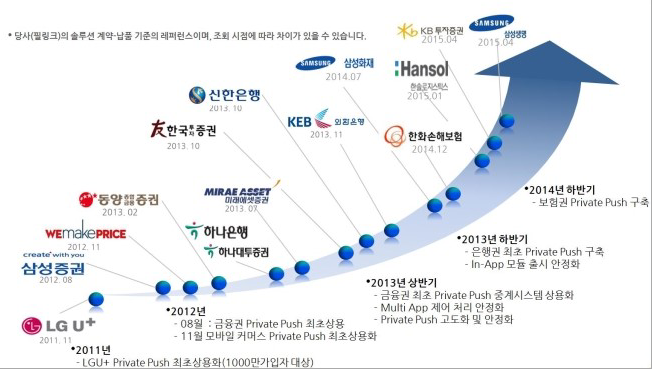 * 당사(필링크)의 솔루션 계약·납품 기준의 레퍼런스이며, 조회 시점에 따라 차이가 있을 수 있습니다.
KB 투자증권
2015.04
SAMSUNG 삼성생명
2015.04
SAMSUNG 삼성화재
2014.07
Hansol
한솔로지스틱스
2015.01
신한은행
2013.10
KEB 외환은행
2013.11
한화손해보험
2014.12
友한국투자증권
2013.10
동양종합금융증권
2013.02
MIRAE ASSET
미래에셋증권
2013.07
WEMAKEPRICE
2012.11
하나은행
하나대투증권
create with you
삼성증권
2012.08
LG U+
2011.11
•2011년
- LGU+ Private Push 최초상용화(1000만가입자 대상)
•2012년
- 08월 : 금융권 Private Push 최초상용
- 11월 모바일 커머스 Private Push 최초상용화
•2013년 상반기
- 금융권 최초 Private Push 중계시스템 상용화
- Multi App 제어 처리 안정화
- Private Push 고도화 및 안정화
•2013년 하반기
- 은행권 최초 Private Push 구축
- In-App 모듈 출시 안정화
•2014년 하반기
- 보험권 Private Push 구축